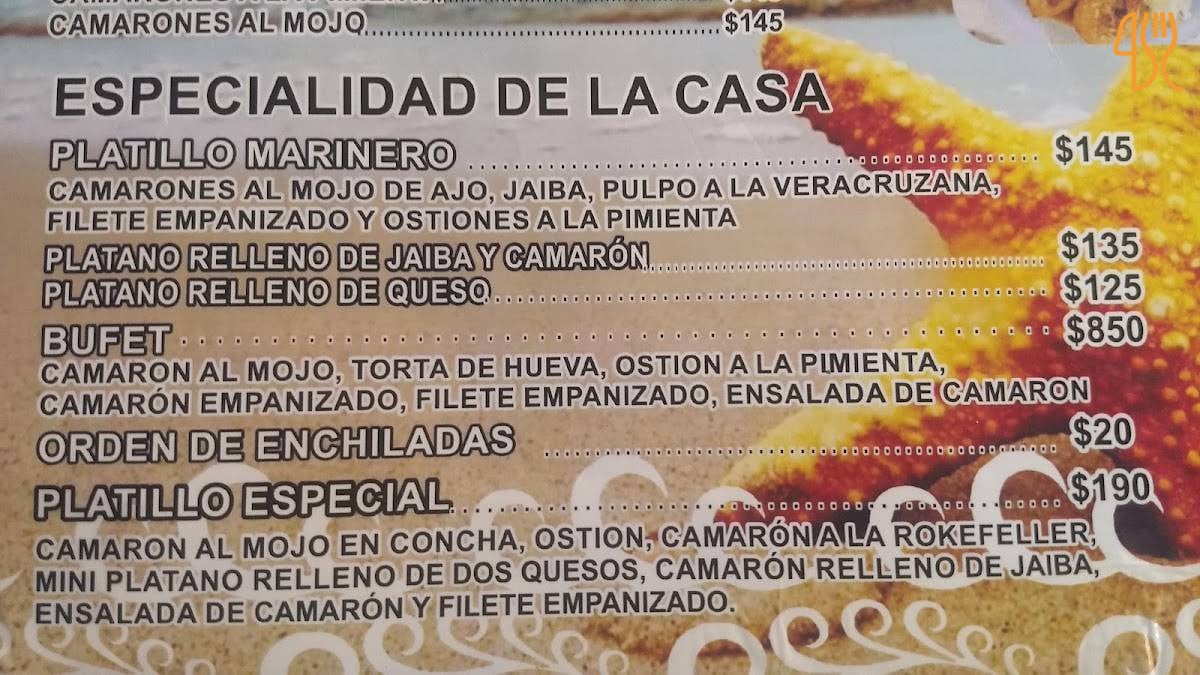 CAMARONES AL MOJO......$145
ESPECIALIDAD DE LA CASA
PLATILLO MARINERO......$145
CAMARONES AL MOJO DE AJO, JAIBA, PULPO A LA VERACRUZANA,
FILETE EMPANIZADO Y OSTIONES A LA PIMIENTA
PLATANO RELLENO DE JAIBA Y CAMARÓN......$135
PLATANO RELLENO DE QUESO......$125
BUFET......$850
CAMARON AL MOJO, TORTA DE HUEVA, OSTION A LA PIMIENTA,
CAMARÓN EMPANIZADO, FILETE EMPANIZADO, ENSALADA DE CAMARON
ORDEN DE ENCHILADAS......$20
PLATILLO ESPECIAL......$190
CAMARON AL MOJO EN CONCHA, OSTION, CAMARÓN A LA ROKEFELLER,
MINI PLATANO RELLENO DE DOS QUESOS, CAMARÓN RELLENO DE JAIBA,
ENSALADA DE CAMARÓN Y FILETE EMPANIZADO.